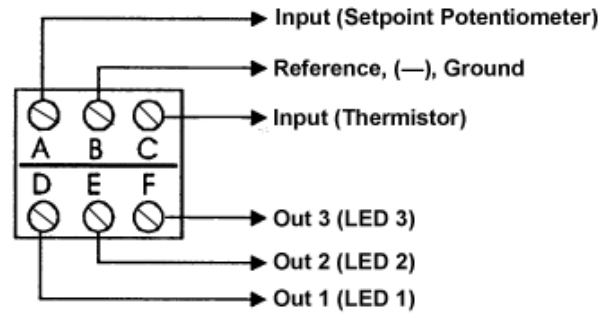 Input (Setpoint Potentiometer)
Reference, (—), Ground
Input (Thermistor)
A B C
D E F
Out 3 (LED 3)
Out 2 (LED 2)
Out 1 (LED 1)